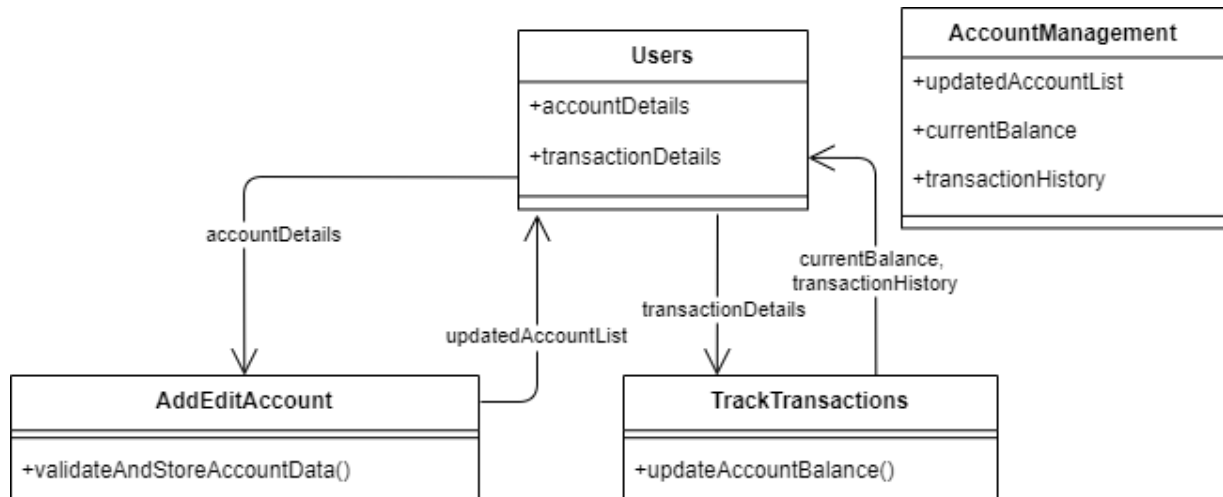 Users
+accountDetails
+transactionDetails
AccountManagement
+updatedAccountList
+currentBalance
+transactionHistory
accountDetails
updatedAccountList
transactionDetails
currentBalance,
transactionHistory
AddEditAccount
+validateAndStoreAccountData()
TrackTransactions
+updateAccountBalance()